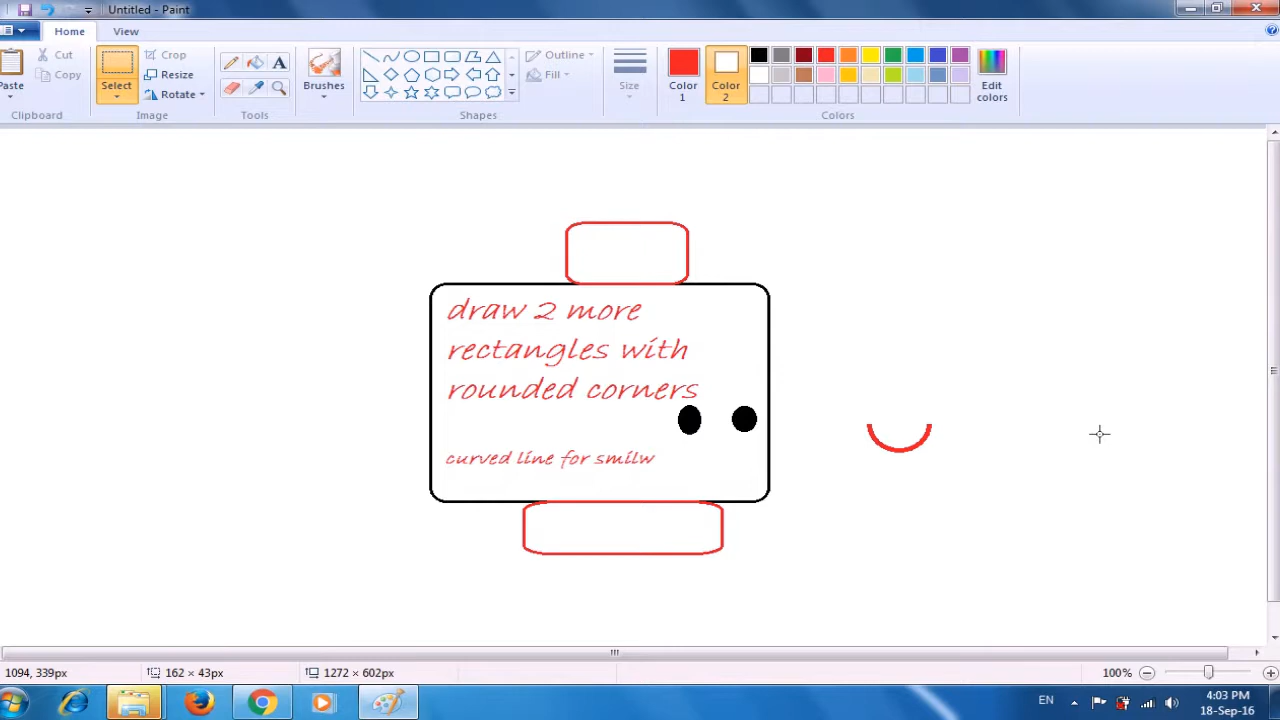 Untitled - Paint
Home View
Paste
Cut
Copy
Clipboard
Select
Crop
Resize
Rotate
Image
Tools
Brushes
Shapes
Outline
Fill
Size
Color 1
Color 2
Edit colors
Colors
draw 2 more
rectangles with
rounded corners
curved line for smilw
1094, 339px 162 × 43px 1272 × 602px 100%
EN 4:03 PM
18-Sep-16